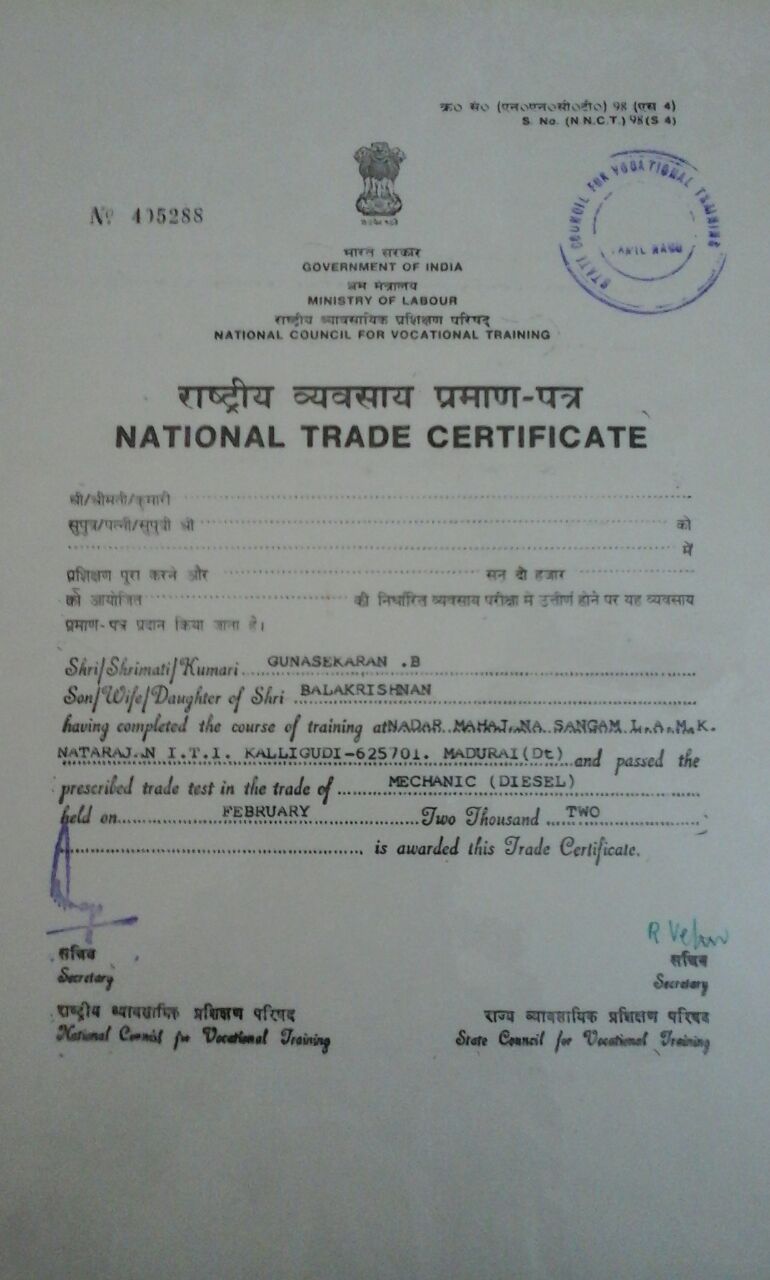 क्र० सं० (एन०एन०सी०टी०) 98 (एस 4)
S. No. (N N.C.T.) 98 (S 4)
STATE COUNCIL FOR VOCATIONAL TRAINING
TAMIL NADU
No 405288
भारत सरकार
GOVERNMENT OF INDIA
श्रम मंत्रालय
MINISTRY OF LABOUR
राष्ट्रीय व्यावसायिक प्रशिक्षण परिषद्
NATIONAL COUNCIL FOR VOCATIONAL TRAINING
राष्ट्रीय व्यवसाय प्रमाण-पत्र
NATIONAL TRADE CERTIFICATE
श्री/श्रीमती/कुमारी
सुपुत्र/पत्नी/सुपुत्री श्री को
में
प्रशिक्षण पूरा करने और सन दो हजार
को आयोजित की निर्धारित व्यवसाय परीक्षा में उत्तीर्ण होने पर यह व्यवसाय
प्रमाण-पत्र प्रदान किया जाता है।
Shri/Shrimati/Kumari GUNASEKARAN .B
Son/Wife/Daughter of Shri BALAKRISHNAN
having completed the course of training at NADAR MAHAJ.NA SANGAM L.A.M.K.
NATARAJ.N I.T.I. KALLIGUDI-625701. MADURAI(Dt) and passed the
prescribed trade test in the trade of MECHANIC (DIESEL)
held on FEBRUARY Two Thousand TWO
is awarded this Trade Certificate.
सचिव
Secretary
राष्ट्रीय व्यावसायिक प्रशिक्षण परिषद
National Council for Vocational Training
R Velu
सचिव
Secretary
राज्य व्यावसायिक प्रशिक्षण परिषद
State Council for Vocational Training